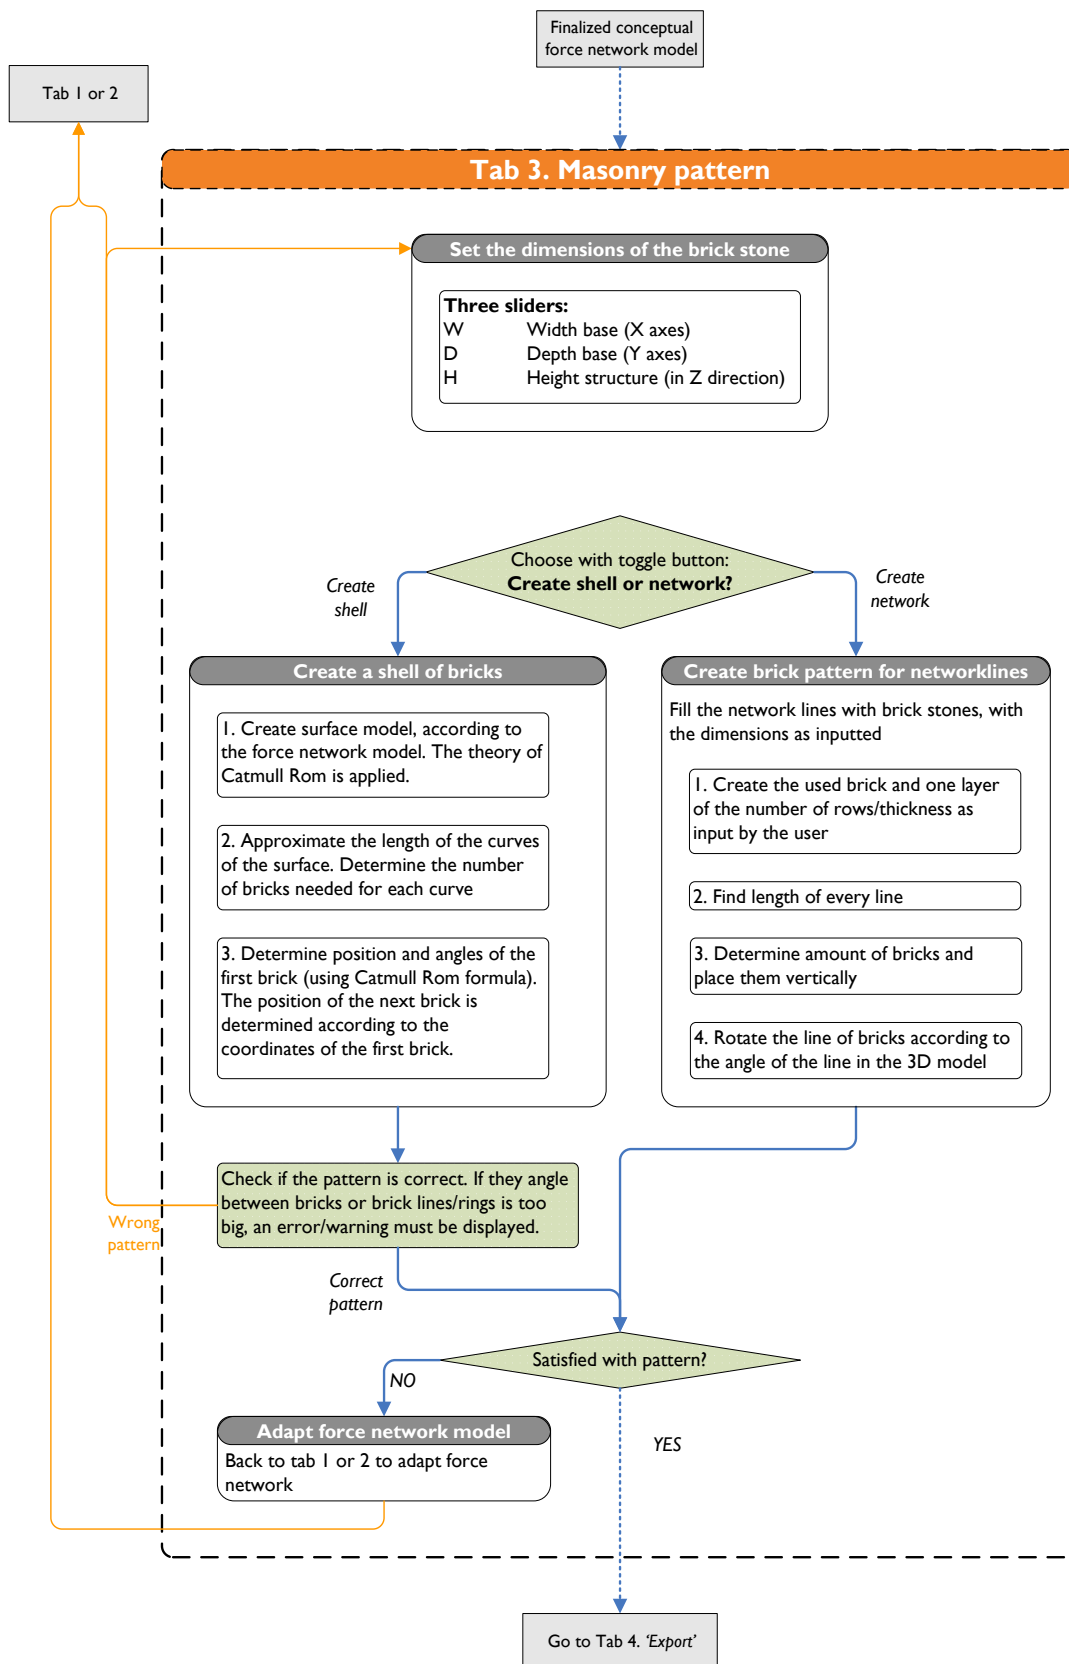 Finalized conceptual
force network model
Tab 1 or 2
Tab 3. Masonry pattern
Set the dimensions of the brick stone
Three sliders:
W Width base (X axes)
D Depth base (Y axes)
H Height structure (in Z direction)
Choose with toggle button:
Create shell or network?
Create
shell
Create
network
Create a shell of bricks
1. Create surface model, according to
the force network model. The theory of
Catmull Rom is applied.
2. Approximate the length of the curves
of the surface. Determine the number
of bricks needed for each curve
3. Determine position and angles of the
first brick (using Catmull Rom formula).
The position of the next brick is
determined according to the
coordinates of the first brick.
Create brick pattern for networklines
Fill the network lines with brick stones, with
the dimensions as inputted
1. Create the used brick and one layer
of the number of rows/thickness as
input by the user
2. Find length of every line
3. Determine amount of bricks and
place them vertically
4. Rotate the line of bricks according to
the angle of the line in the 3D model
Check if the pattern is correct. If they angle
between bricks or brick lines/rings is too
big, an error/warning must be displayed.
Wrong
pattern
Correct
pattern
Satisfied with pattern?
NO
Adapt force network model
Back to tab 1 or 2 to adapt force
network
YES
Go to Tab 4. 'Export'